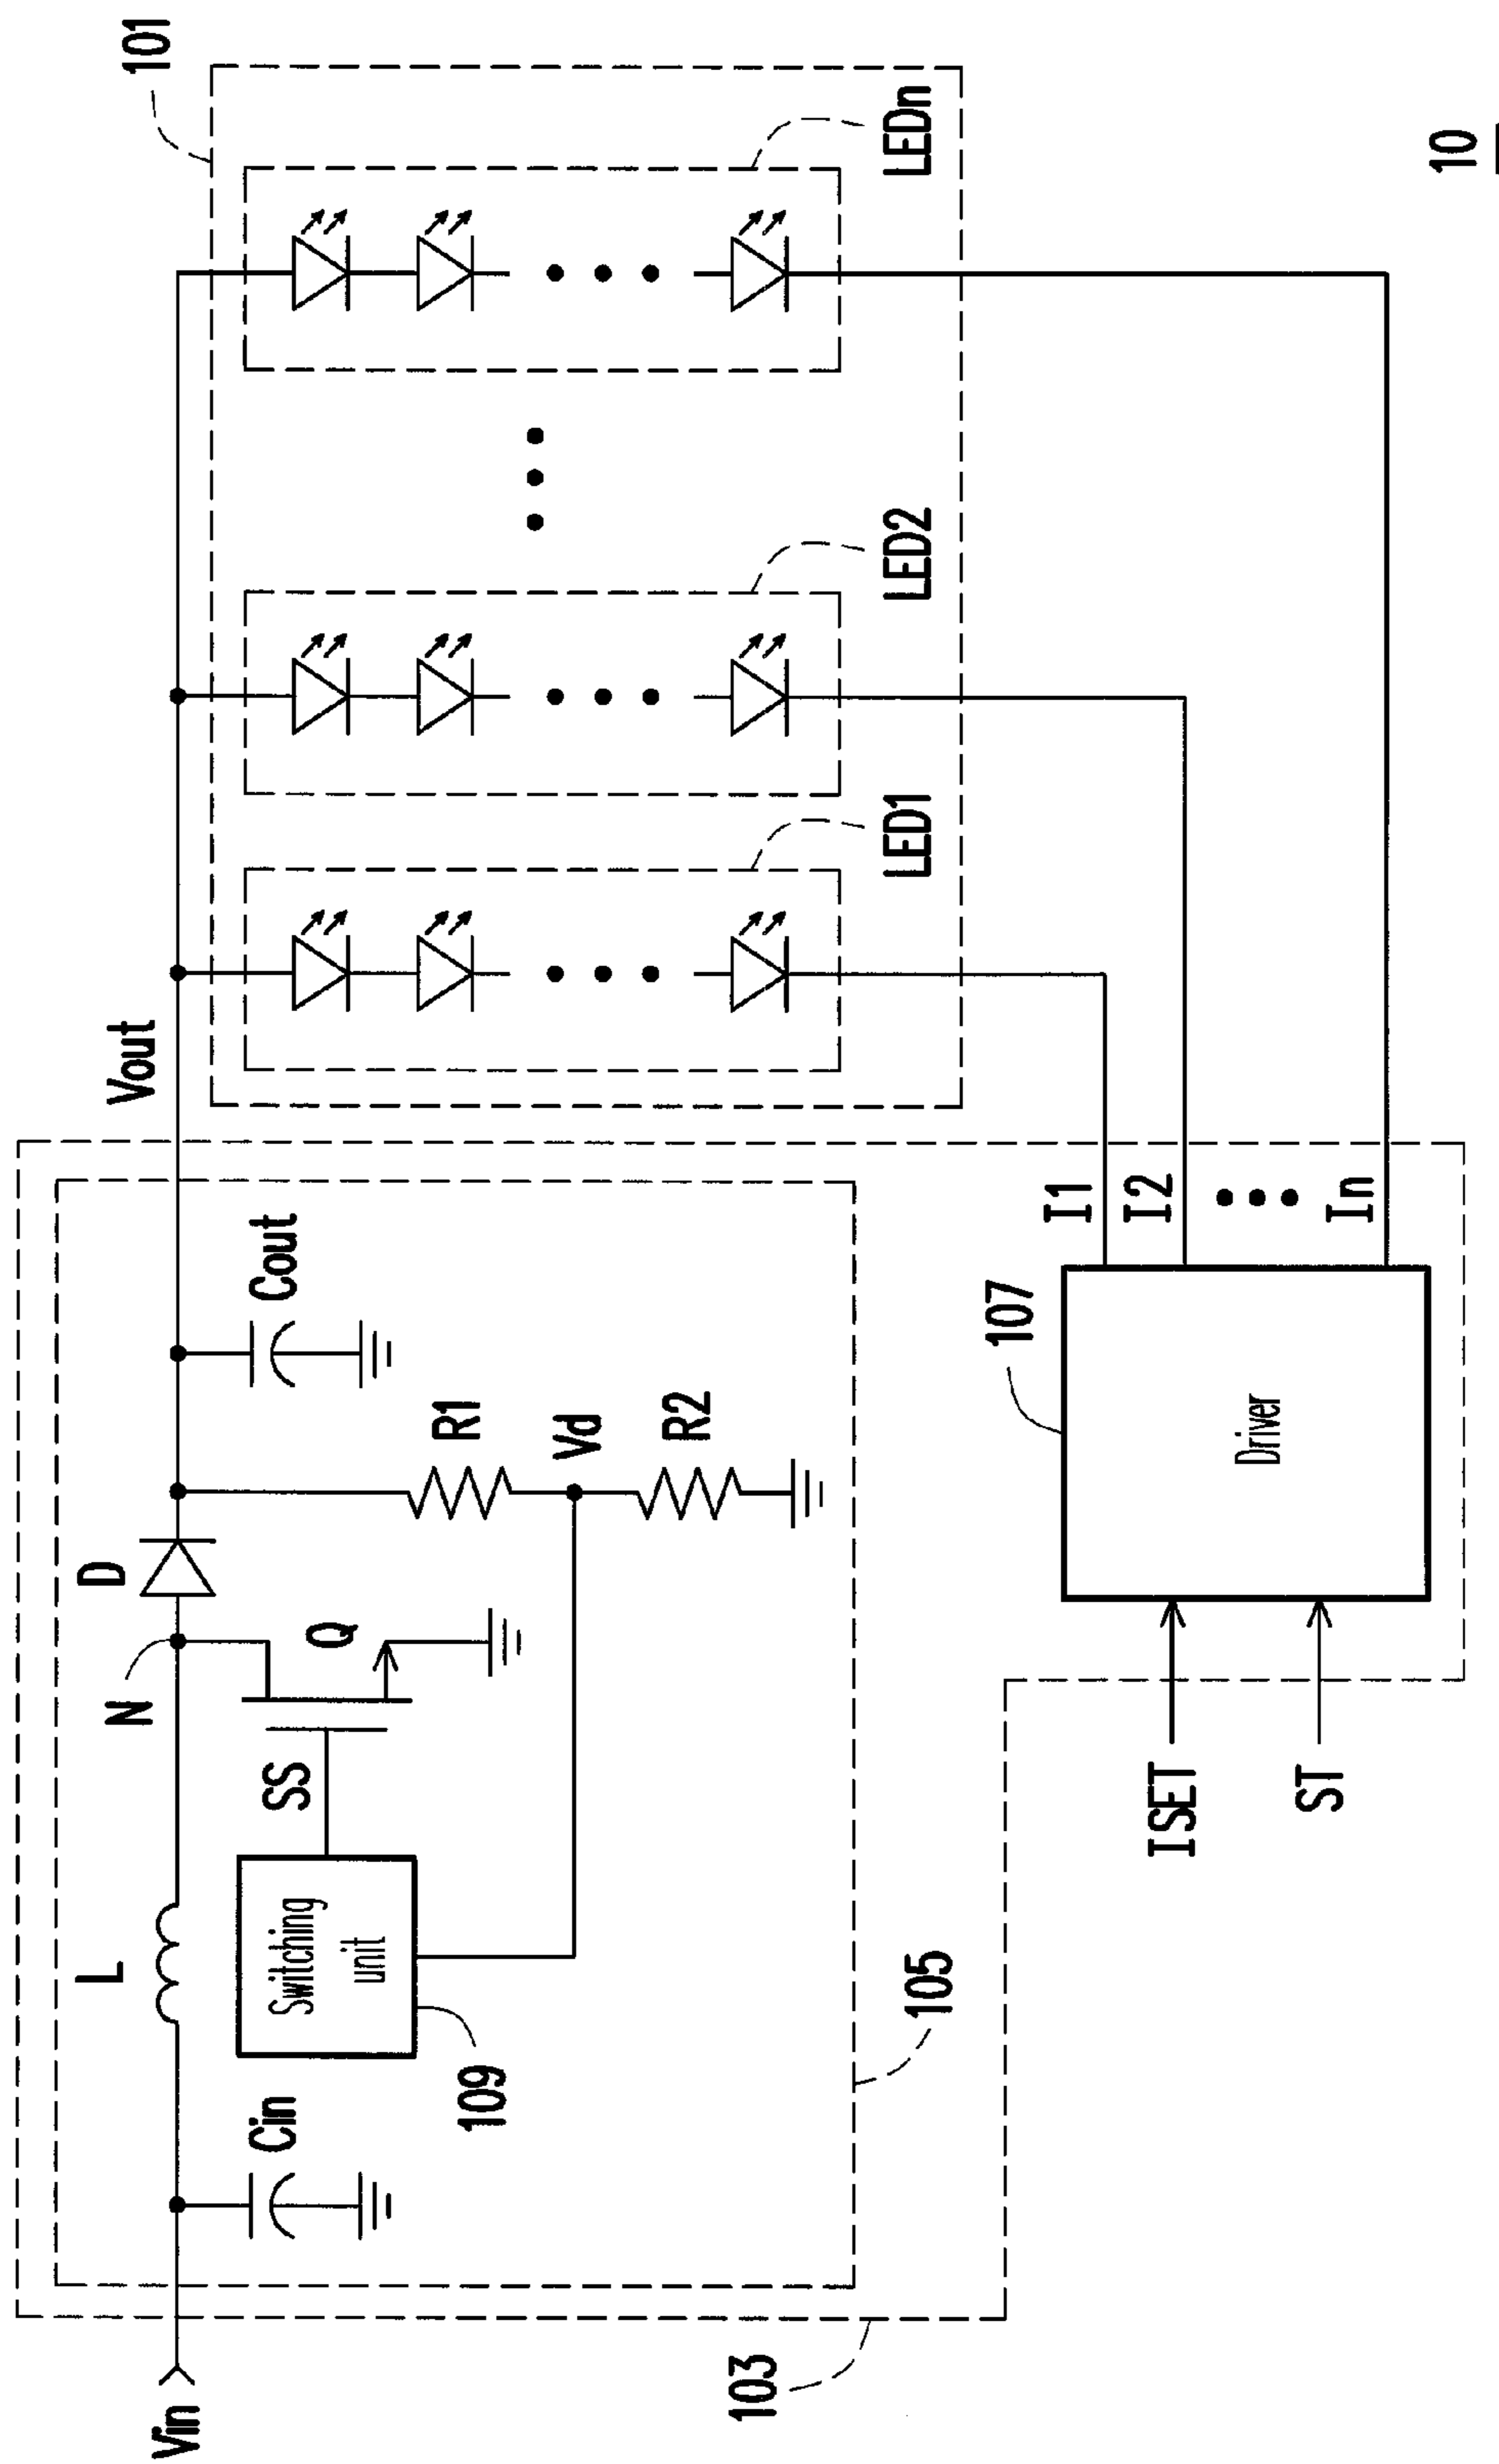 101
Vout
D
N
L
Vin
Cin
Cout
SS
Q
R1
Vd
R2
Switching
unit
109
105
103
LED1
LED2
LEDn
107
Driver
I1
I2
In
ISET
ST
10